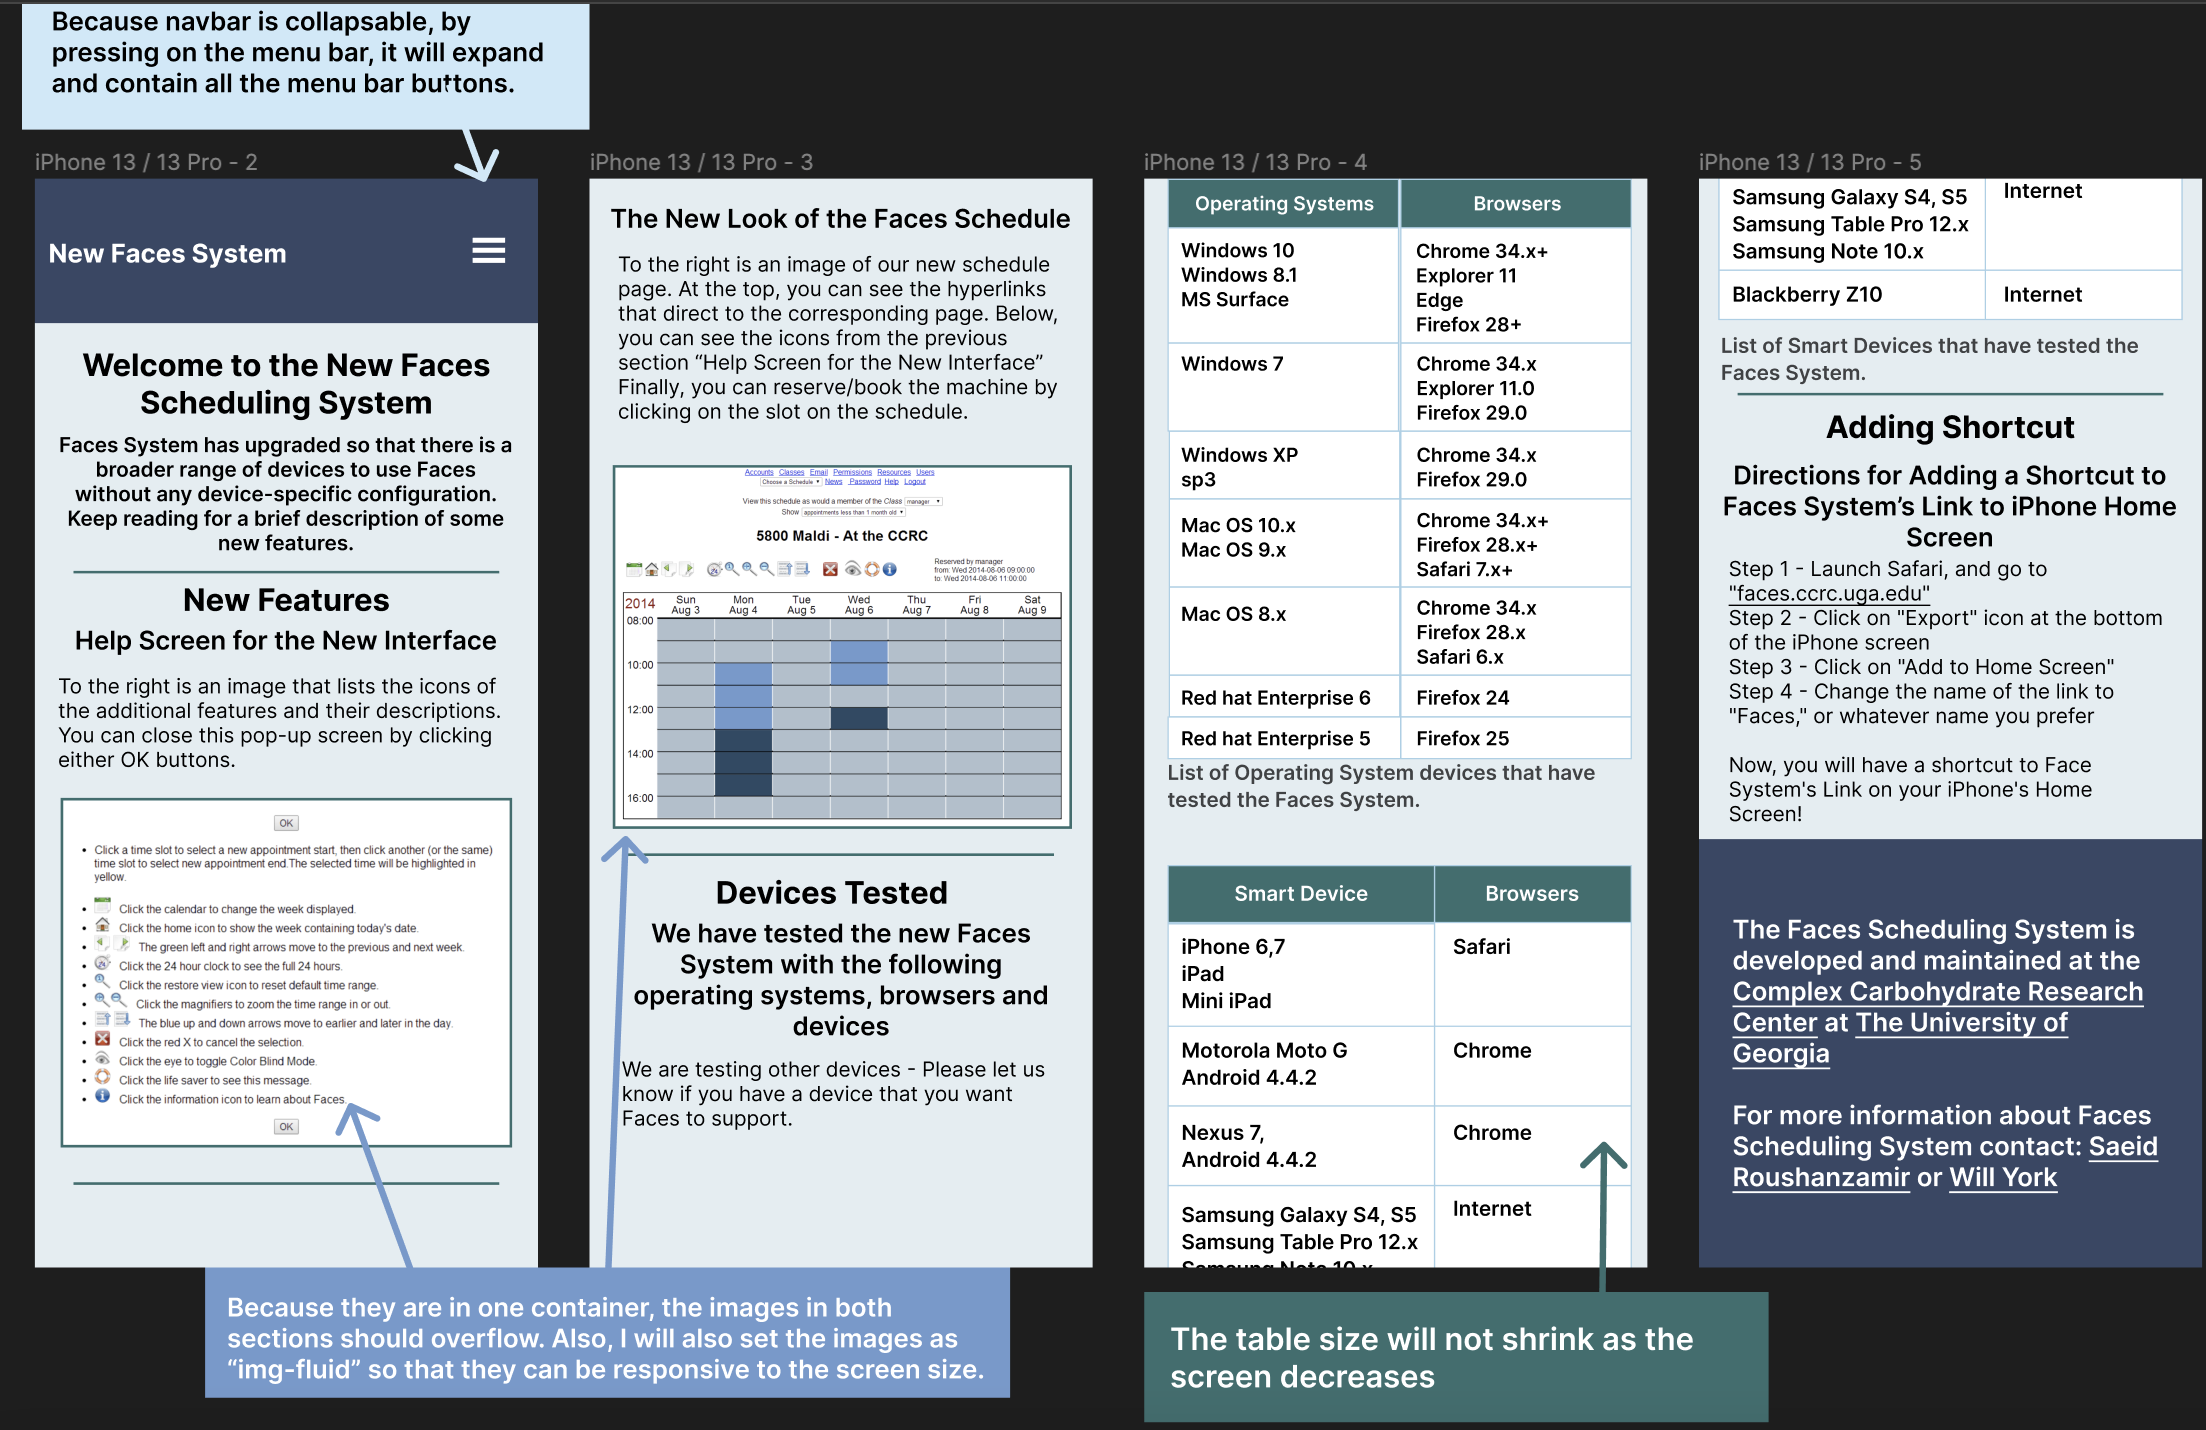 Because navbar is collapsable, by
pressing on the menu bar, it will expand
and contain all the menu bar buttons.
iPhone 13 / 13 Pro - 2
New Faces System
Welcome to the New Faces
Scheduling System
Faces System has upgraded so that there is a
broader range of devices to use Faces
without any device-specific configuration.
Keep reading for a brief description of some
new features.
New Features
Help Screen for the New Interface
To the right is an image that lists the icons of
the additional features and their descriptions.
You can close this pop-up screen by clicking
either OK buttons.
OK
• Click a time slot to select a new appointment start, then click another (or the same)
time slot to select new appointment end.The selected time will be highlighted in
yellow.
• Click the calendar to change the week displayed.
• Click the home icon to show the week containing today's date.
• The green left and right arrows move to the previous and next week.
• Click the 24 hour clock to see the full 24 hours.
• Click the restore view icon to reset default time range.
• Click the magnifiers to zoom the time range in or out.
• The blue up and down arrows move to earlier and later in the day.
• Click the red X to cancel the selection.
• Click the eye to toggle Color Blind Mode.
• Click the life saver to see this message.
• Click the information icon to learn about Faces.
OK
iPhone 13 / 13 Pro - 3
The New Look of the Faces Schedule
To the right is an image of our new schedule
page. At the top, you can see the hyperlinks
that direct to the corresponding page. Below,
you can see the icons from the previous
section “Help Screen for the New Interface”
Finally, you can reserve/book the machine by
clicking on the slot on the schedule.
Accounts Classes Email Permissions Resources Users
Choose a Schedule News Password Help Logout
View this schedule as would a member of the Class manager
Show appointments less than 1 month old
5800 Maldi - At the CCRC
Reserved by manager
from: Wed 2014-08-06 09:00:00
to: Wed 2014-08-06 11:00:00
2014 Sun Mon Tue Wed Thu Fri Sat
Aug 3 Aug 4 Aug 5 Aug 6 Aug 7 Aug 8 Aug 9
08:00
10:00
12:00
14:00
16:00
Devices Tested
We have tested the new Faces
System with the following
operating systems, browsers and
devices
We are testing other devices - Please let us
know if you have a device that you want
Faces to support.
Because they are in one container, the images in both
sections should overflow. Also, I will also set the images as
“img-fluid” so that they can be responsive to the screen size.
iPhone 13 / 13 Pro - 4
Operating Systems Browsers
Windows 10 Chrome 34.x+
Windows 8.1 Explorer 11
MS Surface Edge
Firefox 28+
Windows 7 Chrome 34.x
Explorer 11.0
Firefox 29.0
Windows XP Chrome 34.x
sp3 Firefox 29.0
Mac OS 10.x Chrome 34.x+
Mac OS 9.x Firefox 28.x+
Safari 7.x+
Mac OS 8.x Chrome 34.x
Firefox 28.x
Safari 6.x
Red hat Enterprise 6 Firefox 24
Red hat Enterprise 5 Firefox 25
List of Operating System devices that have
tested the Faces System.
Smart Device Browsers
iPhone 6,7 Safari
iPad
Mini iPad
Motorola Moto G Chrome
Android 4.4.2
Nexus 7, Chrome
Android 4.4.2
Samsung Galaxy S4, S5 Internet
Samsung Table Pro 12.x
Samsung Note 10.x
The table size will not shrink as the
screen decreases
iPhone 13 / 13 Pro - 5
Samsung Galaxy S4, S5 Internet
Samsung Table Pro 12.x
Samsung Note 10.x
Blackberry Z10 Internet
List of Smart Devices that have tested the
Faces System.
Adding Shortcut
Directions for Adding a Shortcut to
Faces System’s Link to iPhone Home
Screen
Step 1 - Launch Safari, and go to
"faces.ccrc.uga.edu"
Step 2 - Click on "Export" icon at the bottom
of the iPhone screen
Step 3 - Click on "Add to Home Screen"
Step 4 - Change the name of the link to
"Faces," or whatever name you prefer
Now, you will have a shortcut to Face
System's Link on your iPhone's Home
Screen!
The Faces Scheduling System is
developed and maintained at the
Complex Carbohydrate Research
Center at The University of
Georgia
For more information about Faces
Scheduling System contact: Saeid
Roushanzamir or Will York